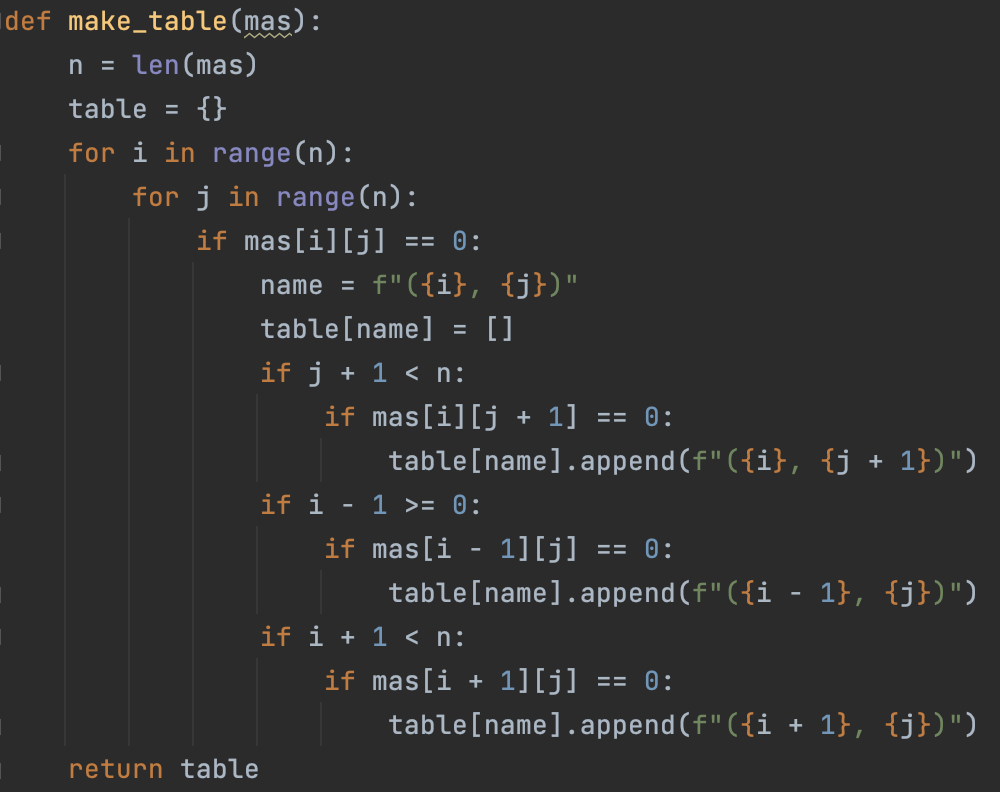 def make_table(mas):
    n = len(mas)
    table = {}
    for i in range(n):
        for j in range(n):
            if mas[i][j] == 0:
                name = f"({i}, {j})"
                table[name] = []
                if j + 1 < n:
                    if mas[i][j + 1] == 0:
                        table[name].append(f"({i}, {j + 1})")
                if i - 1 >= 0:
                    if mas[i - 1][j] == 0:
                        table[name].append(f"({i - 1}, {j})")
                if i + 1 < n:
                    if mas[i + 1][j] == 0:
                        table[name].append(f"({i + 1}, {j})")
    return table